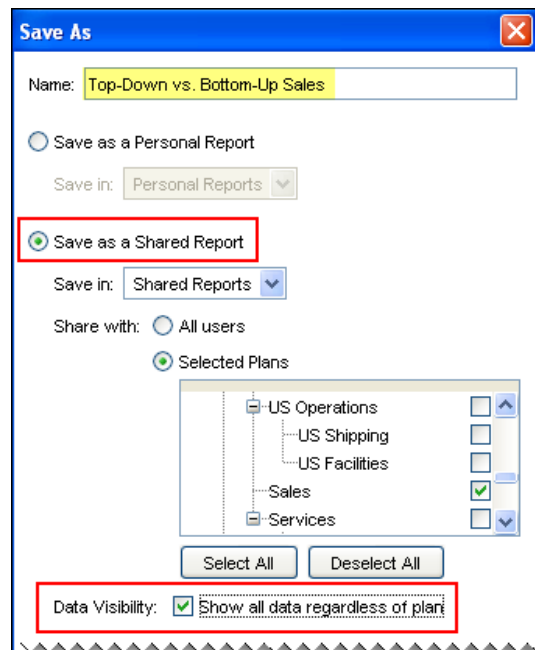 Save As
Name: Top-Down vs. Bottom-Up Sales
Save as a Personal Report
Save in: Personal Reports
Save as a Shared Report
Save in: Shared Reports
Share with: All users
Selected Plans
US Operations
US Shipping
US Facilities
Sales
Services
Select All Deselect All
Data Visibility: Show all data regardless of plan